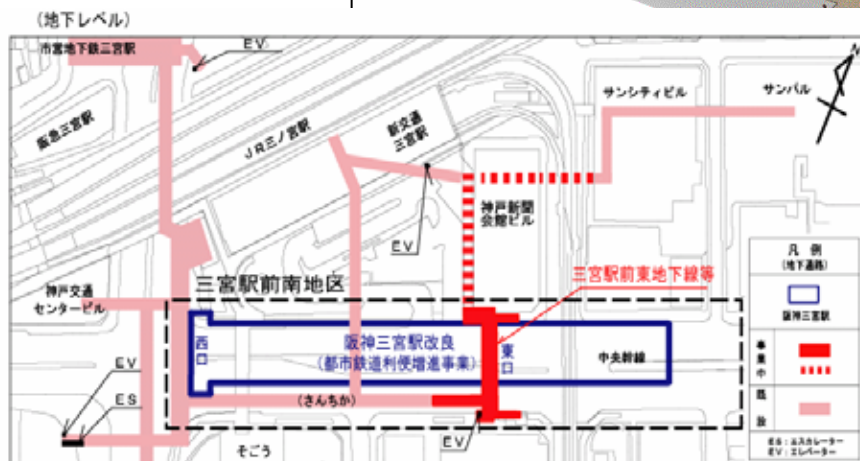 (地下レベル)
市営地下鉄三宮駅
EV
N
阪急三宮駅
JR三ノ宮駅
新交通
三宮駅
サンシティビル
サンパル
EV
神戸新聞
会館ビル
神戸交通
センタービル
三宮駅前南地区
三宮駅前東地下線等
西口
阪神三宮駅改良
(都市鉄道利便増進事業)
東口
中央幹線
EV
ES
(さんちか)
EV
そごう
凡例
(地下通路)
阪神三宮駅
事業中
既設
ES:エスカレーター
EV:エレベーター